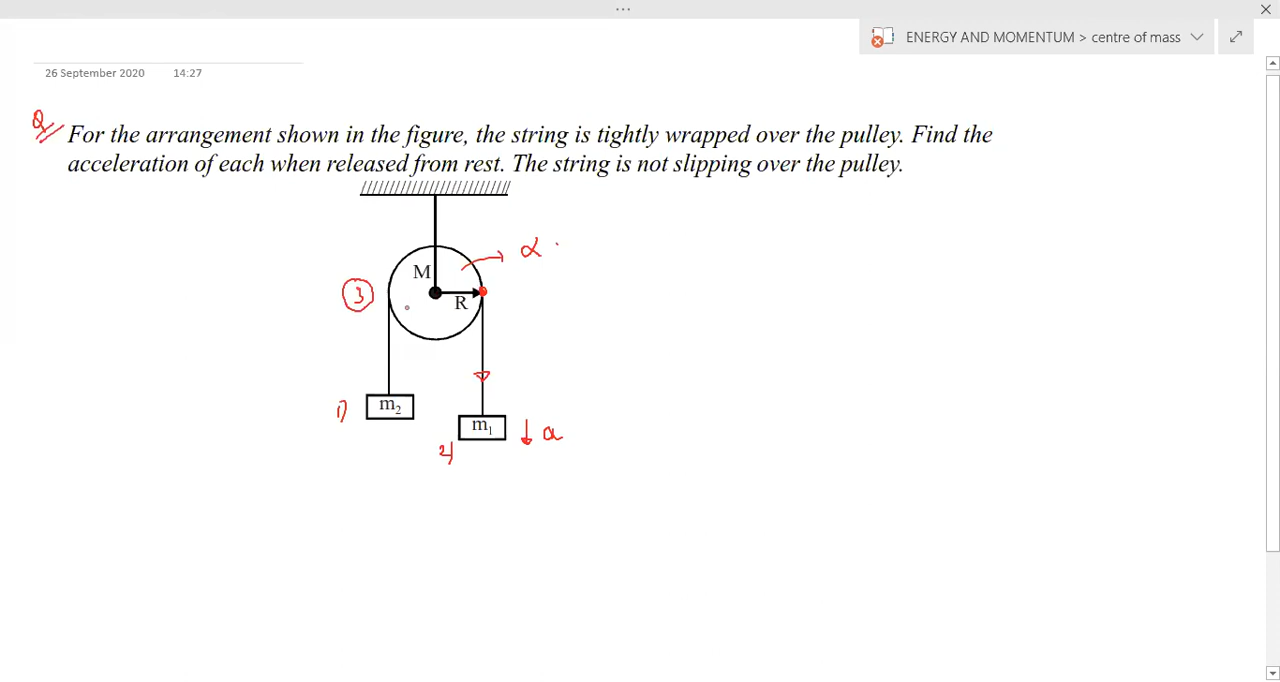 ENERGY AND MOMENTUM > centre of mass
26 September 2020 14:27
Q
For the arrangement shown in the figure, the string is tightly wrapped over the pulley. Find the
acceleration of each when released from rest. The string is not slipping over the pulley.
α
M
3
R
1) m₂
m₁ a
2)